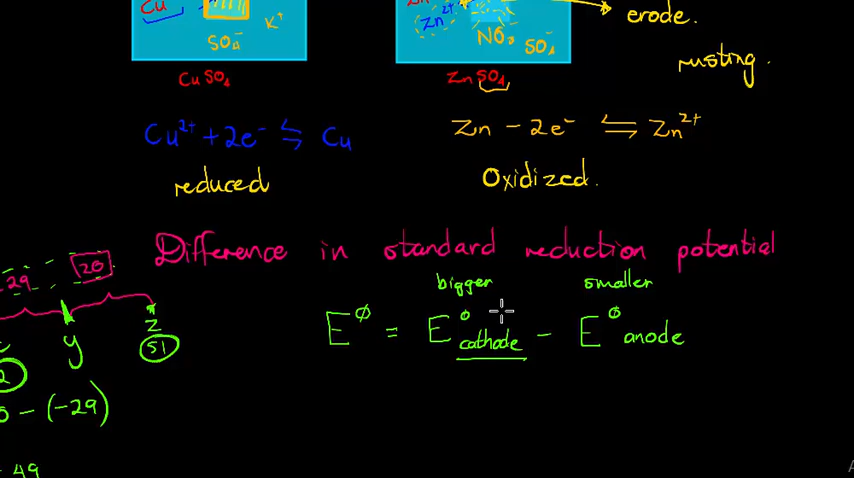 Cu
K⁺
SO₄⁻
CuSO₄
Zn²⁺
NO₃
SO₄⁻
ZnSO₄
erode.
rusting.
Cu²⁺ + 2e⁻ ⇌ Cu
reduced
Zn - 2e⁻ ⇌ Zn²⁺
Oxidized.
Difference in standard reduction potential
29 20
y z
51
- (-29)
49
bigger smaller
E^ø = E^o cathode - E^ø anode